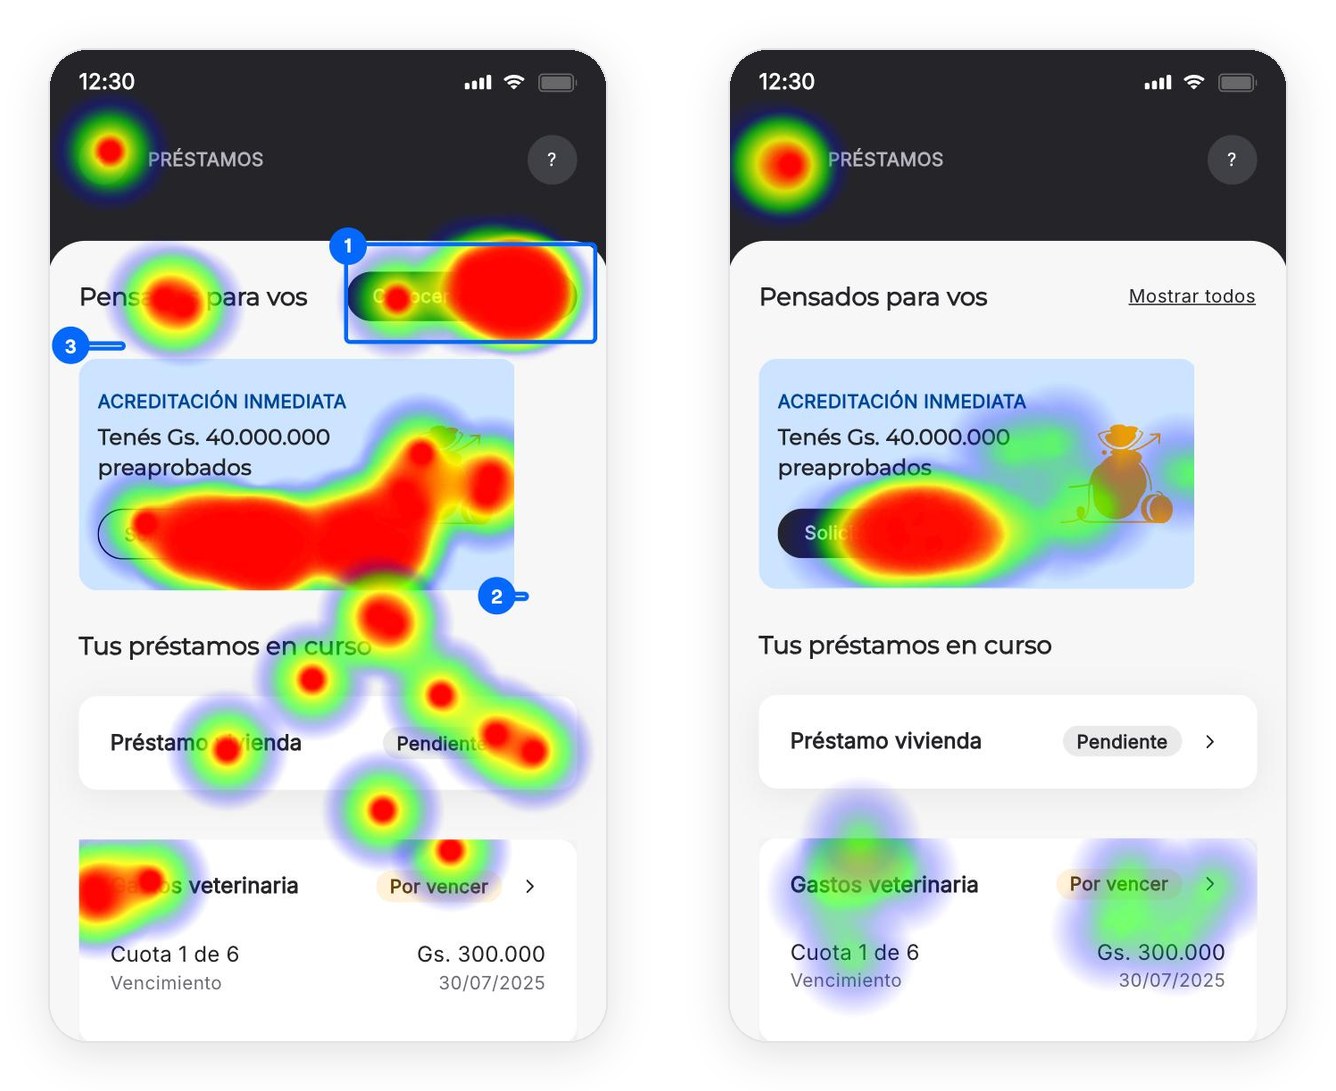 12:30
PRÉSTAMOS
?
1
para vos
3
ACREDITACIÓN INMEDIATA
Tenés Gs. 40.000.000
preaprobados
2
Tus préstamos en curso
Préstamo vivienda
Pendiente
veterinaria
Por vencer
Cuota 1 de 6
Gs. 300.000
Vencimiento
30/07/2025
12:30
PRÉSTAMOS
?
Pensados para vos
Mostrar todos
ACREDITACIÓN INMEDIATA
Tenés Gs. 40.000.000
preaprobados
Tus préstamos en curso
Préstamo vivienda
Pendiente
Gastos veterinaria
Por vencer
Cuota 1 de 6
Gs. 300.000
Vencimiento
30/07/2025